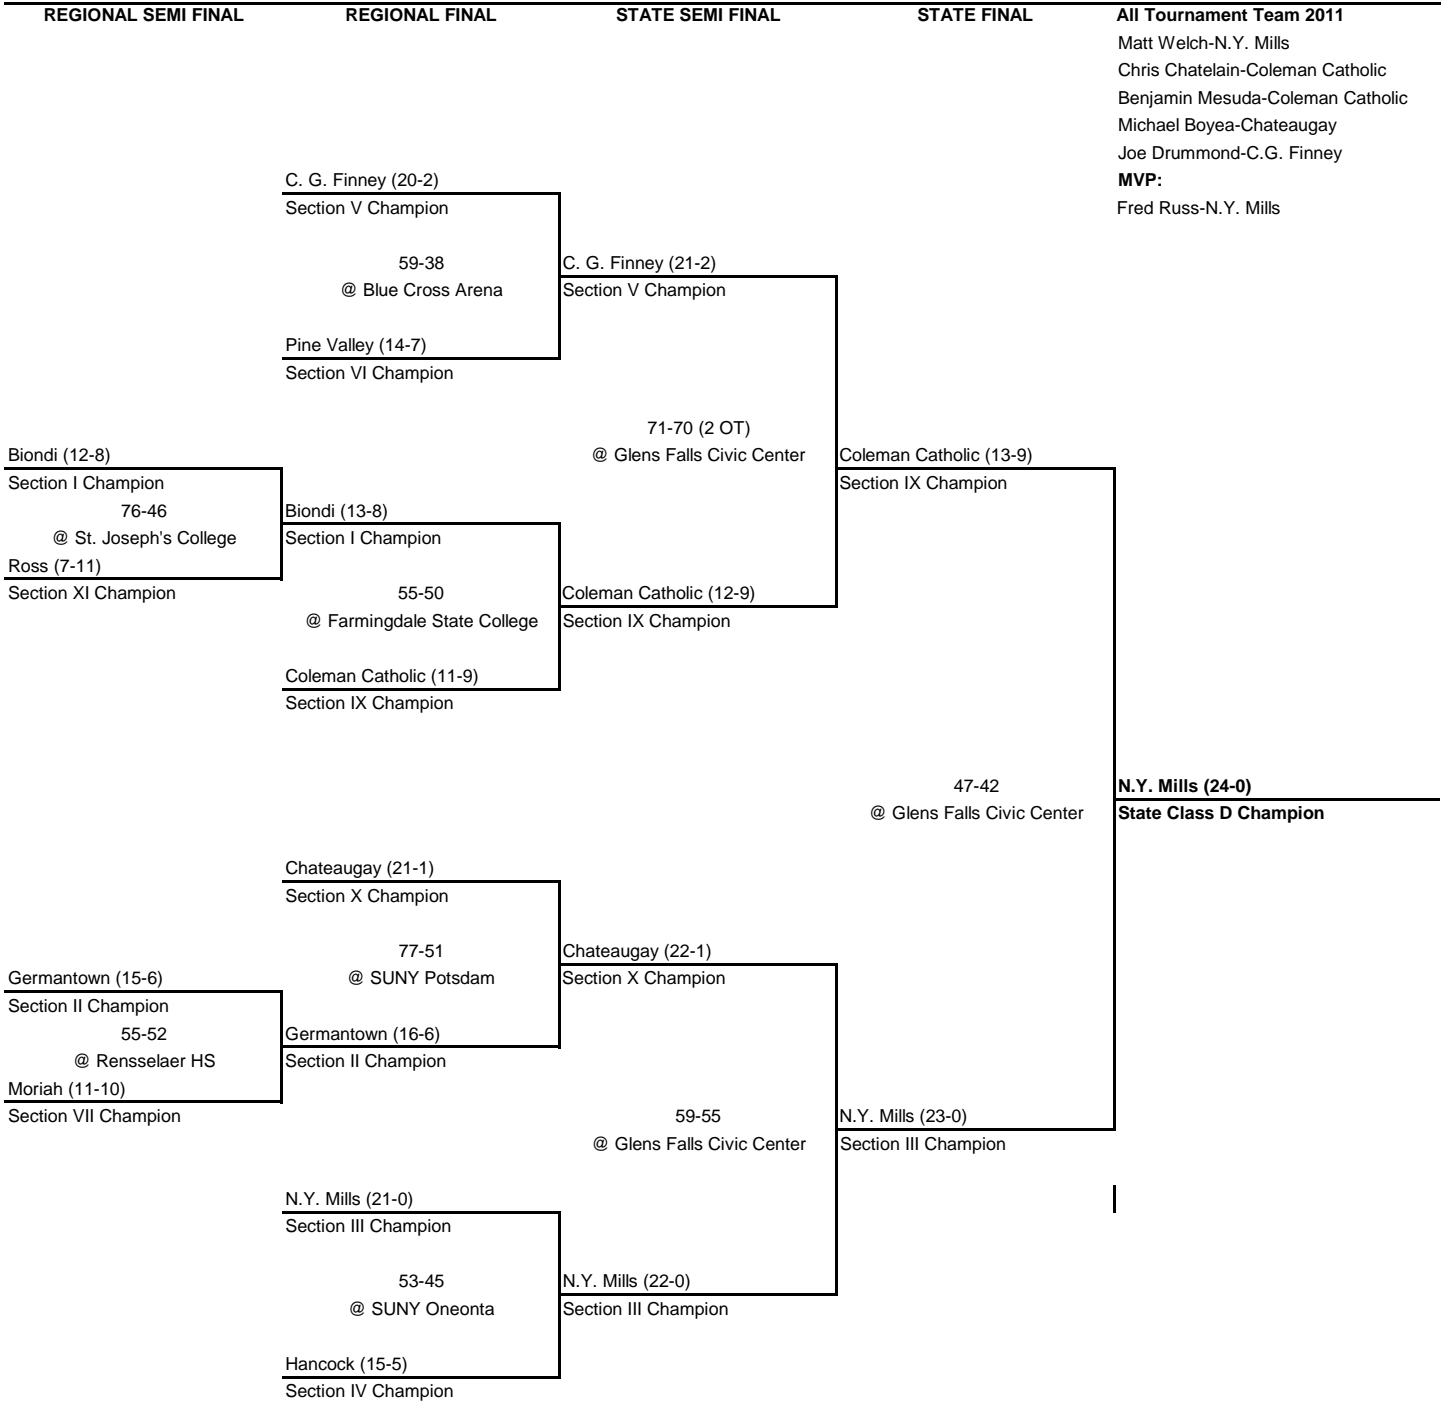 REGIONAL SEMI FINAL
REGIONAL FINAL
STATE SEMI FINAL
STATE FINAL
All Tournament Team 2011
Matt Welch-N.Y. Mills
Chris Chatelain-Coleman Catholic
Benjamin Mesuda-Coleman Catholic
Michael Boyea-Chateaugay
Joe Drummond-C.G. Finney
MVP:
Fred Russ-N.Y. Mills
C. G. Finney (20-2)
Section V Champion
59-38
@ Blue Cross Arena
C. G. Finney (21-2)
Section V Champion
Pine Valley (14-7)
Section VI Champion
71-70 (2 OT)
@ Glens Falls Civic Center
Coleman Catholic (13-9)
Section IX Champion
Biondi (12-8)
Section I Champion
76-46
@ St. Joseph's College
Ross (7-11)
Section XI Champion
Biondi (13-8)
Section I Champion
55-50
@ Farmingdale State College
Coleman Catholic (12-9)
Section IX Champion
Coleman Catholic (11-9)
Section IX Champion
47-42
@ Glens Falls Civic Center
N.Y. Mills (24-0)
State Class D Champion
Chateaugay (21-1)
Section X Champion
77-51
@ SUNY Potsdam
Chateaugay (22-1)
Section X Champion
Germantown (15-6)
Section II Champion
55-52
@ Rensselaer HS
Moriah (11-10)
Section VII Champion
Germantown (16-6)
Section II Champion
59-55
@ Glens Falls Civic Center
N.Y. Mills (23-0)
Section III Champion
N.Y. Mills (21-0)
Section III Champion
53-45
@ SUNY Oneonta
N.Y. Mills (22-0)
Section III Champion
Hancock (15-5)
Section IV Champion